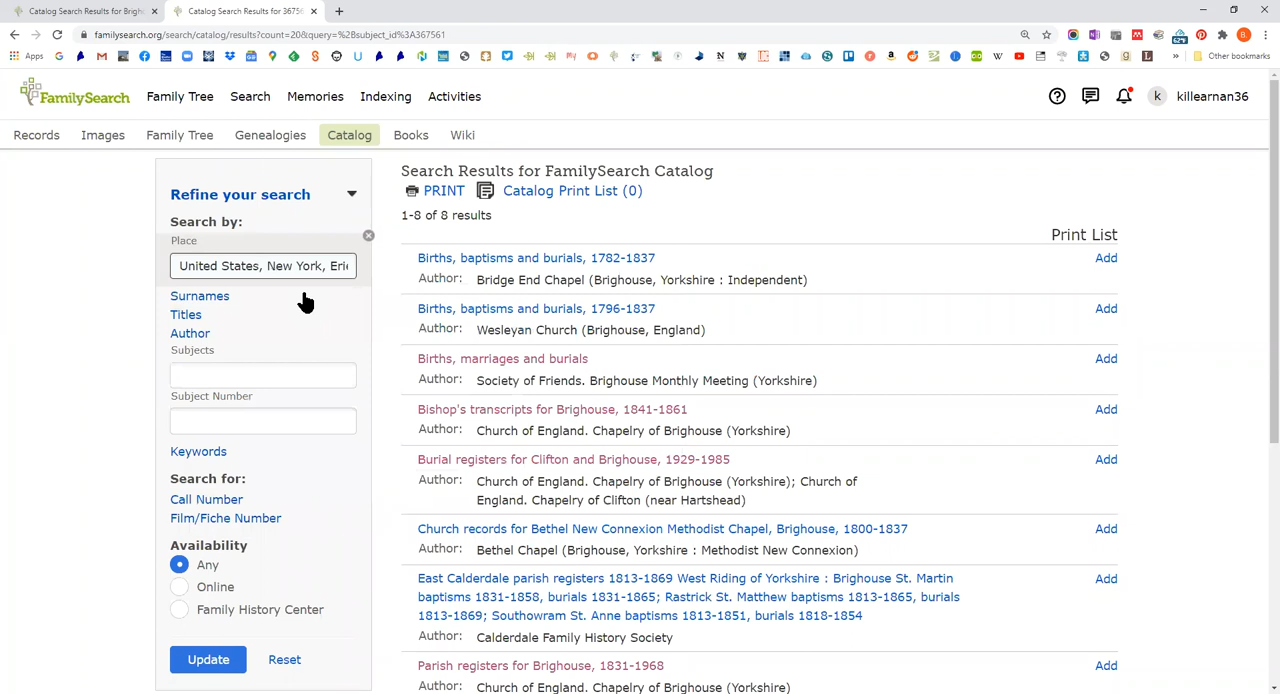 Catalog Search Results for Brigh
Catalog Search Results for 36756
familysearch.org/search/catalog/results?count=20&query=%2Bsubject_id%3A367561
Apps
Other bookmarks
FamilySearch
Family Tree
Search
Memories
Indexing
Activities
killearnan36
Records
Images
Family Tree
Genealogies
Catalog
Books
Wiki
Refine your search
Search by:
Place
United States, New York, Erie
Surnames
Titles
Author
Subjects
Subject Number
Keywords
Search for:
Call Number
Film/Fiche Number
Availability
Any
Online
Family History Center
Update
Reset
Search Results for FamilySearch Catalog
PRINT
Catalog Print List (0)
1-8 of 8 results
Print List
Births, baptisms and burials, 1782-1837
Add
Author: Bridge End Chapel (Brighouse, Yorkshire : Independent)
Births, baptisms and burials, 1796-1837
Add
Author: Wesleyan Church (Brighouse, England)
Births, marriages and burials
Add
Author: Society of Friends. Brighouse Monthly Meeting (Yorkshire)
Bishop's transcripts for Brighouse, 1841-1861
Add
Author: Church of England. Chapelry of Brighouse (Yorkshire)
Burial registers for Clifton and Brighouse, 1929-1985
Add
Author: Church of England. Chapelry of Brighouse (Yorkshire); Church of
England. Chapelry of Clifton (near Hartshead)
Church records for Bethel New Connexion Methodist Chapel, Brighouse, 1800-1837
Add
Author: Bethel Chapel (Brighouse, Yorkshire : Methodist New Connexion)
East Calderdale parish registers 1813-1869 West Riding of Yorkshire : Brighouse St. Martin
Add
baptisms 1831-1858, burials 1831-1865; Rastrick St. Matthew baptisms 1813-1865, burials
1813-1869; Southowram St. Anne baptisms 1813-1851, burials 1818-1854
Author: Calderdale Family History Society
Parish registers for Brighouse, 1831-1968
Add
Author: Church of England. Chapelry of Brighouse (Yorkshire)